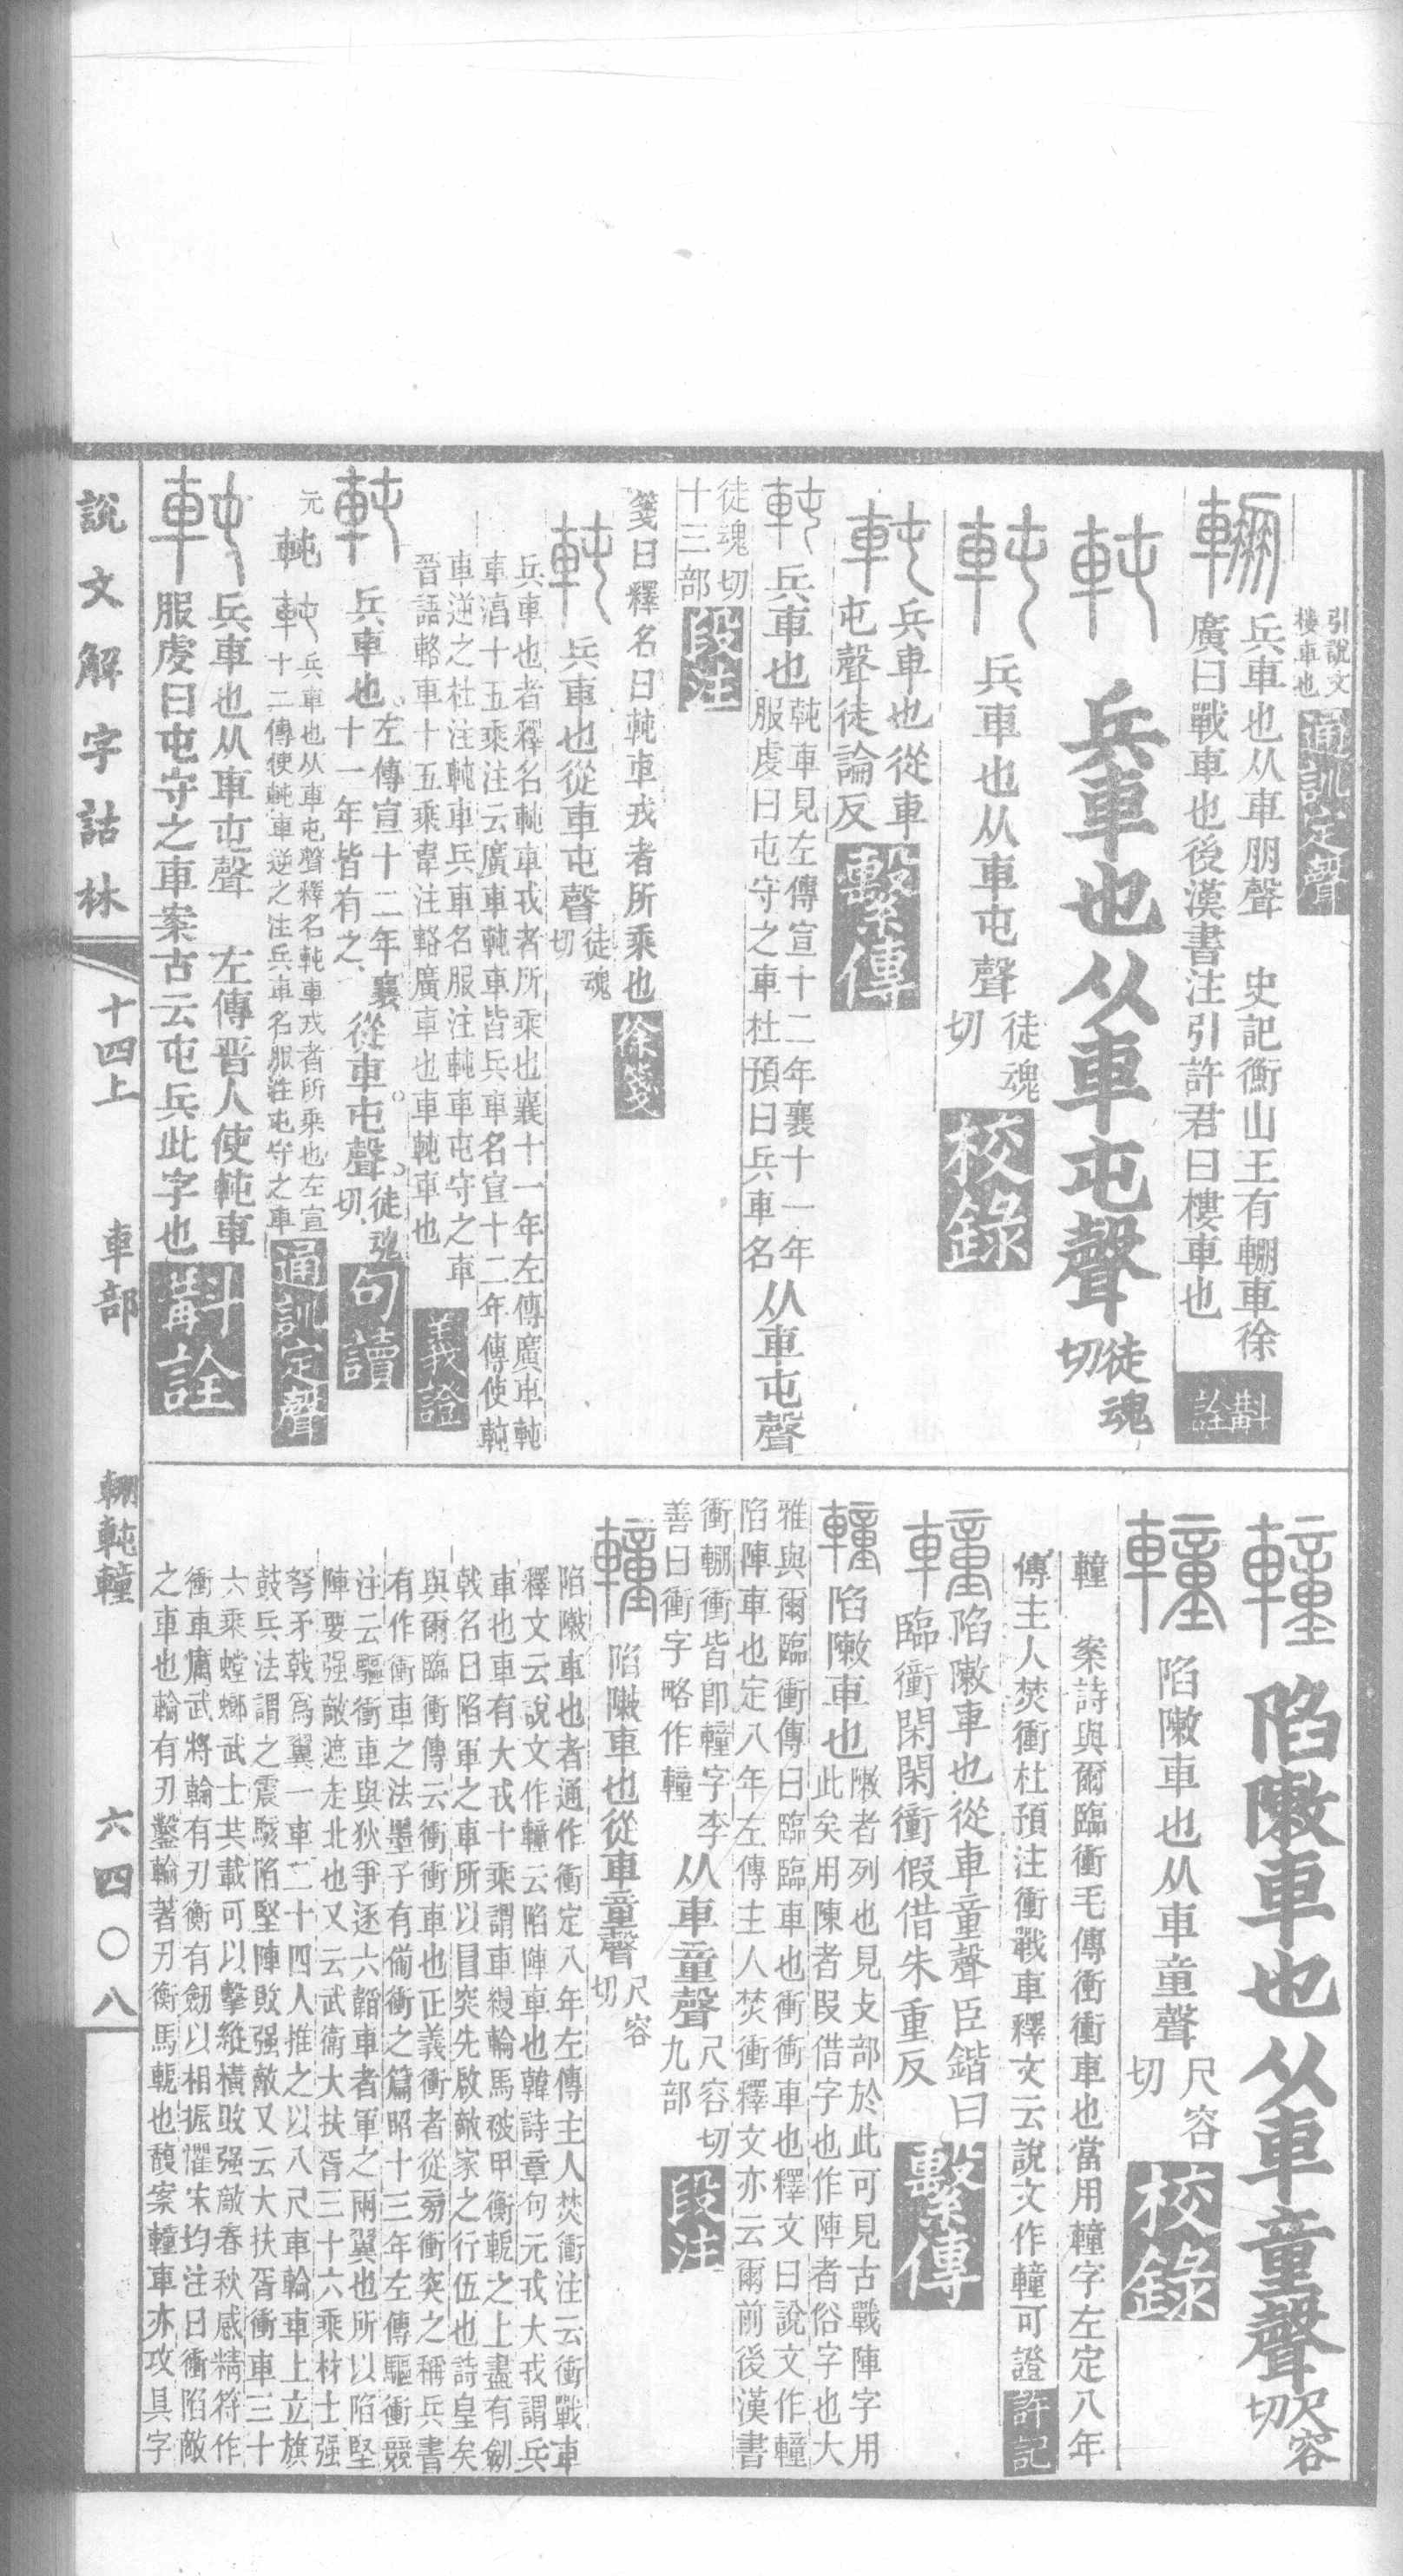 引說文
樓車也
通訓定聲
輣
兵車也从車朋聲　史記衡山王有輣車徐
廣曰戰車也後漢書注引許君曰樓車也
斠詮
軘
兵車也从車屯聲
徒魂
切
軘
兵車也从車屯聲
徒魂
切
校錄
軘
兵車也從車
屯聲徒論反
繫傳
軘
兵車也
軘車見左傳宣十二年襄十一年
服虔曰屯守之車杜預曰兵車名
从車屯聲
徒魂切
十三部
段注
箋曰釋名曰軘車戎者所乘也
徐箋
軘
兵車也從車屯聲
徒魂
切
兵車也者釋名軘車戎者所乘也襄十一年左傳廣車軘
車淳十五乘注云廣車軘車皆兵車名宣十二年傳使軘
車逆之杜注軘車兵車名服注軘車屯守之車
晉語輅車十五乘韋注輅廣車也車軘車也
義證
軘
兵車也
左傳宣十二年襄
十一年皆有之
從車屯聲
徒魂
切
句讀
元
軘
軘
兵車也从車屯聲釋名軘車戎者所乘也左宣
十二傳使軘車逆之注兵車名服注屯守之車
通訓定聲
軘
兵車也从車屯聲　左傳晉人使軘車
服虔曰屯守之車案古云屯兵此字也
斠詮
䡴
陷敶車也从車童聲
尺容
切
䡴
陷敶車也从車童聲
尺容
切
校錄
䡴　案詩與爾臨衝毛傳衝衝車也當用䡴字左定八年
傳主人焚衝杜預注衝戰車釋文云說文作䡴可證
許記
䡴
陷敶車也從車童聲臣鍇曰
臨衝閑閑衝假借朱重反
繫傳
䡴
陷敶車也
敶者列也見攴部於此可見古戰陣字用
此矣用陳者叚借字也作陣者俗字也大
雅與爾臨衝傳曰臨臨車也衝衝車也釋文曰說文作䡴
陷陣車也定八年左傳主人焚衝釋文亦云爾前後漢書
衝輣衝皆卽䡴字李
善曰衝字略作䡴
从車童聲
尺容切
九部
段注
䡴
陷敶車也從車童聲
尺容
切
陷敶車也者通作衝定八年左傳主人焚衝注云衝戰車
釋文云說文作䡴云陷陣車也韓詩章句元戎大戎謂兵
車也車有大戎十乘謂車縵輪馬被甲衡軛之上盡有劒
戟名曰陷軍之車所以冒突先啟敵家之行伍也詩皇矣
與爾臨衝傳云衝衝車也正義衝者從旁衝突之稱兵書
有作衝車之法墨子有備衝之篇昭十三年左傳驅衝競
注云驅衝車與狄爭逐六韜車者軍之兩翼也所以陷堅
陣要强敵遮走北也又云武衛大扶胥三十六乘材士强
弩矛戟爲翼一車二十四人推之以八尺車輪車上立旗
鼓兵法謂之震駭陷堅陣敗强敵又云大扶胥衝車三十
六乘螳螂武士共載可以擊縱橫敗强敵春秋感精符作
衝車厲武將輪有刃衡有劒以相振懼宋均注曰衝陷敵
之車也輪有刃鑿輪著刃衡馬軛也馥案䡴車亦攻具字
說文解字詁林
十四上
車部
輣軘䡴
六四〇八